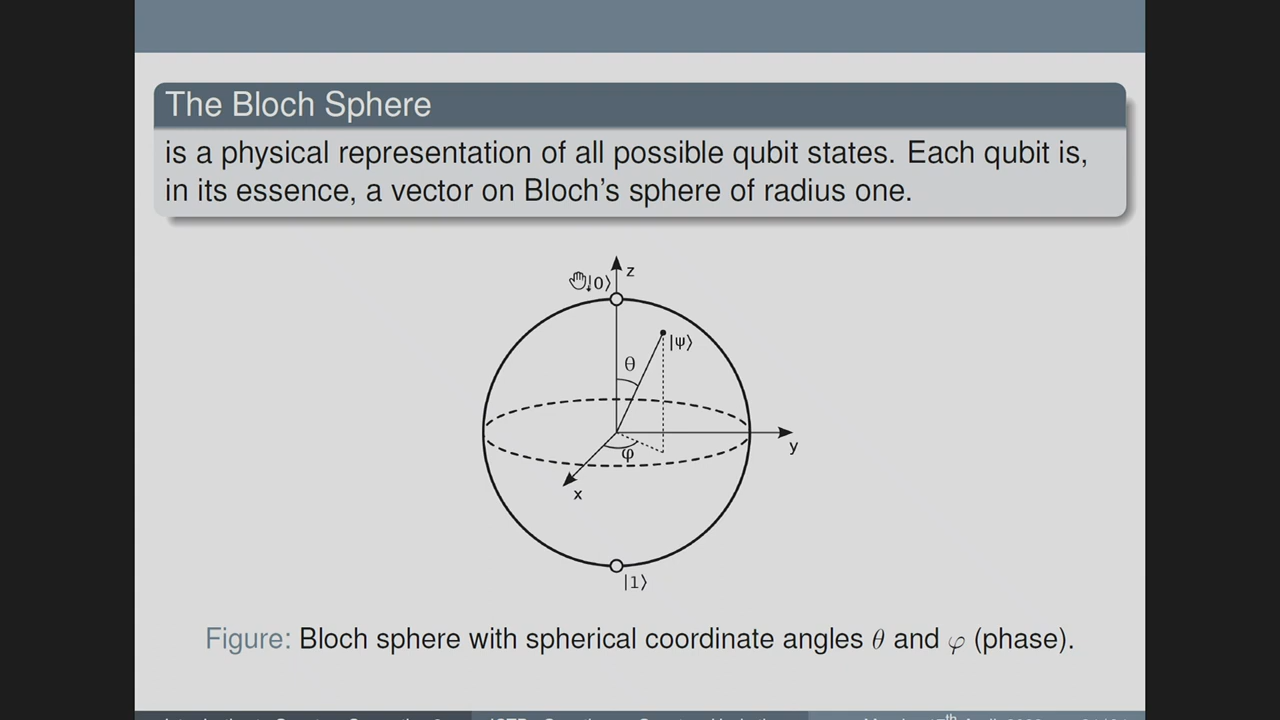 The Bloch Sphere
is a physical representation of all possible qubit states. Each qubit is,
in its essence, a vector on Bloch's sphere of radius one.
z
|0⟩
|ψ⟩
θ
y
φ
x
|1⟩
Figure: Bloch sphere with spherical coordinate angles θ and φ (phase).